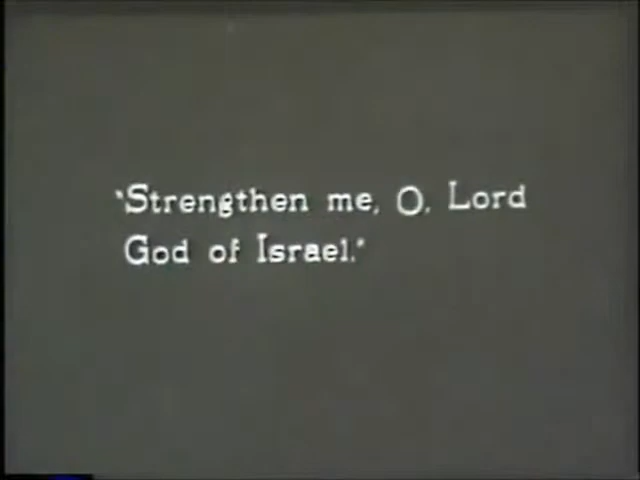 "Strengthen me, O, Lord
God of Israel."